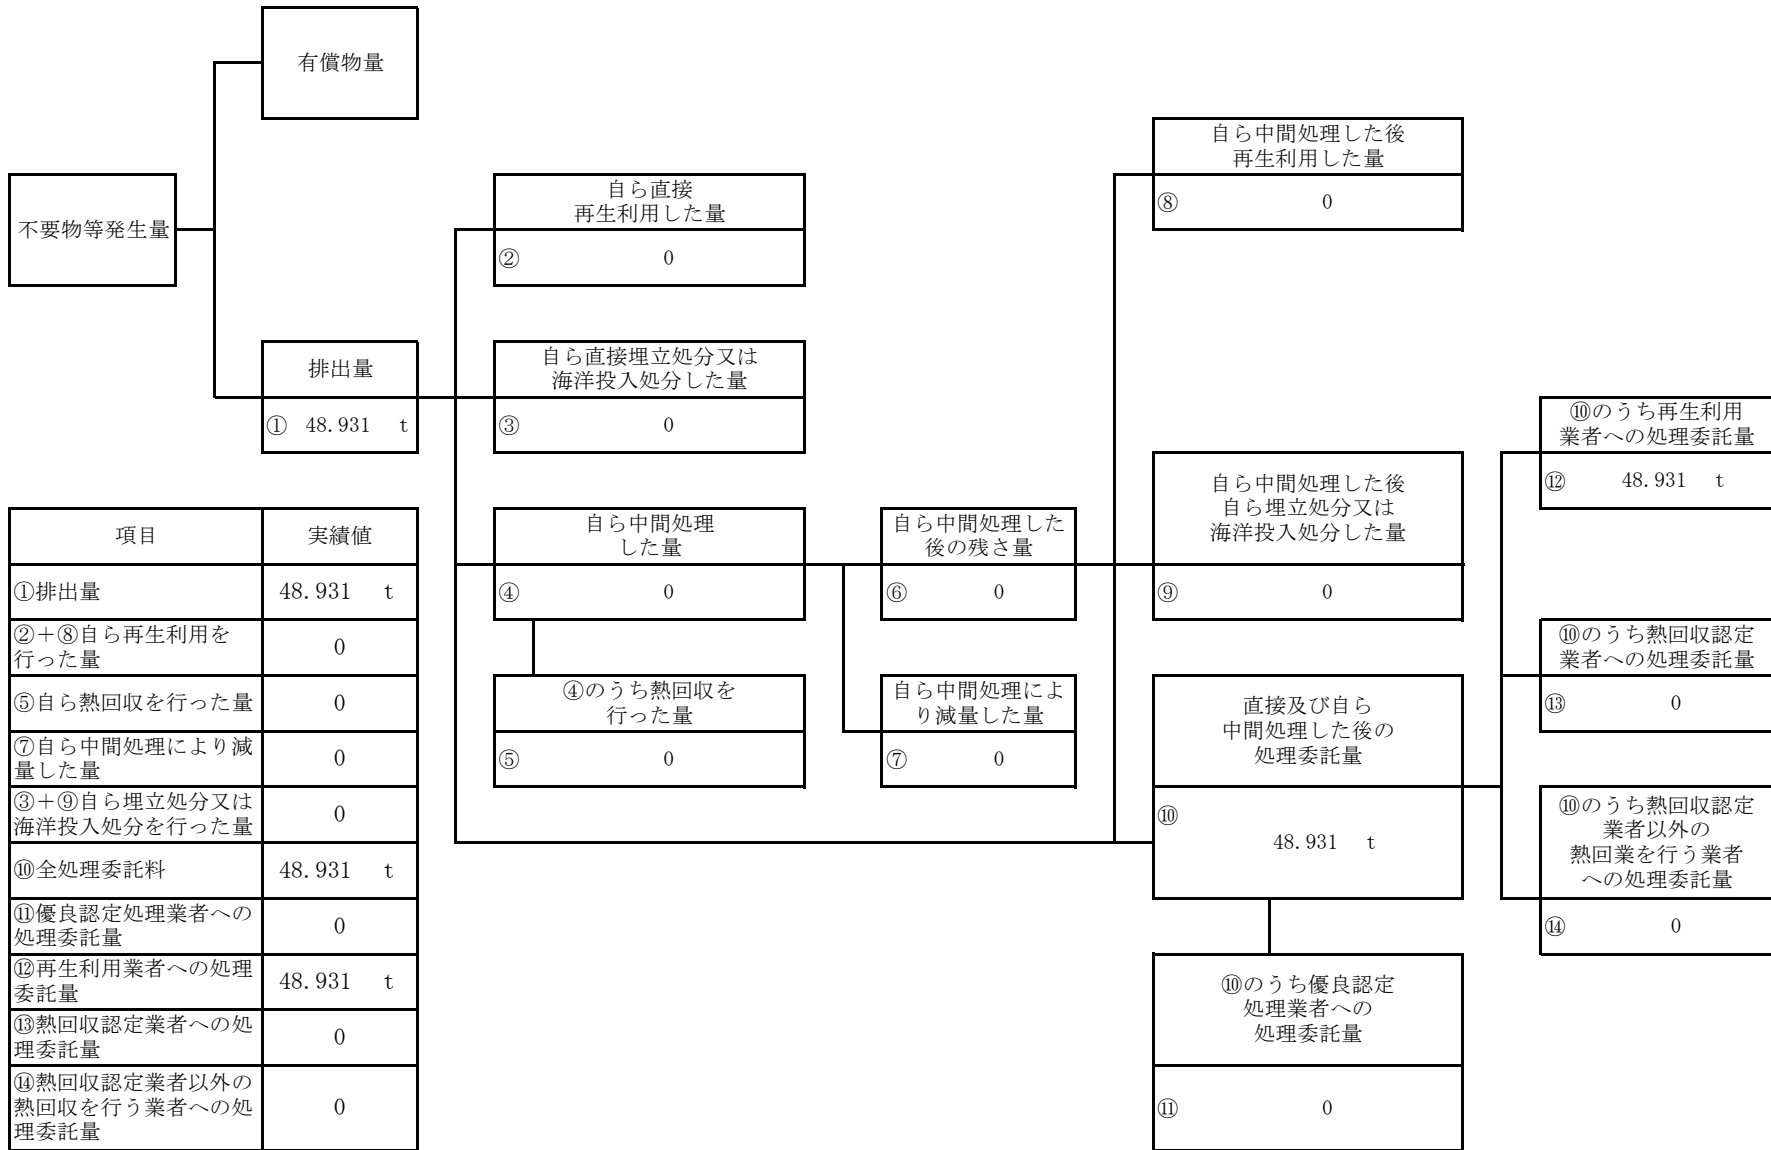 有償物量
不要物等発生量
排出量
① 48.931 t
自ら直接
再生利用した量
② 0
自ら直接埋立処分又は
海洋投入処分した量
③ 0
自ら中間処理
した量
④ 0
④のうち熱回収を
行った量
⑤ 0
自ら中間処理した
後の残さ量
⑥ 0
自ら中間処理によ
り減量した量
⑦ 0
自ら中間処理した後
再生利用した量
⑧ 0
自ら中間処理した後
自ら埋立処分又は
海洋投入処分した量
⑨ 0
直接及び自ら
中間処理した後の
処理委託量
⑩
48.931 t
⑩のうち優良認定
処理業者への
処理委託量
⑪ 0
⑩のうち再生利用
業者への処理委託量
⑫ 48.931 t
⑩のうち熱回収認定
業者への処理委託量
⑬ 0
⑩のうち熱回収認定
業者以外の
熱回業を行う業者
への処理委託量
⑭ 0
項目 実績値
①排出量 48.931 t
②＋⑧自ら再生利用を
行った量 0
⑤自ら熱回収を行った量 0
⑦自ら中間処理により減
量した量 0
③＋⑨自ら埋立処分又は
海洋投入処分を行った量 0
⑩全処理委託料 48.931 t
⑪優良認定処理業者への
処理委託量 0
⑫再生利用業者への処理
委託量 48.931 t
⑬熱回収認定業者への処
理委託量 0
⑭熱回収認定業者以外の
熱回収を行う業者への処
理委託量 0